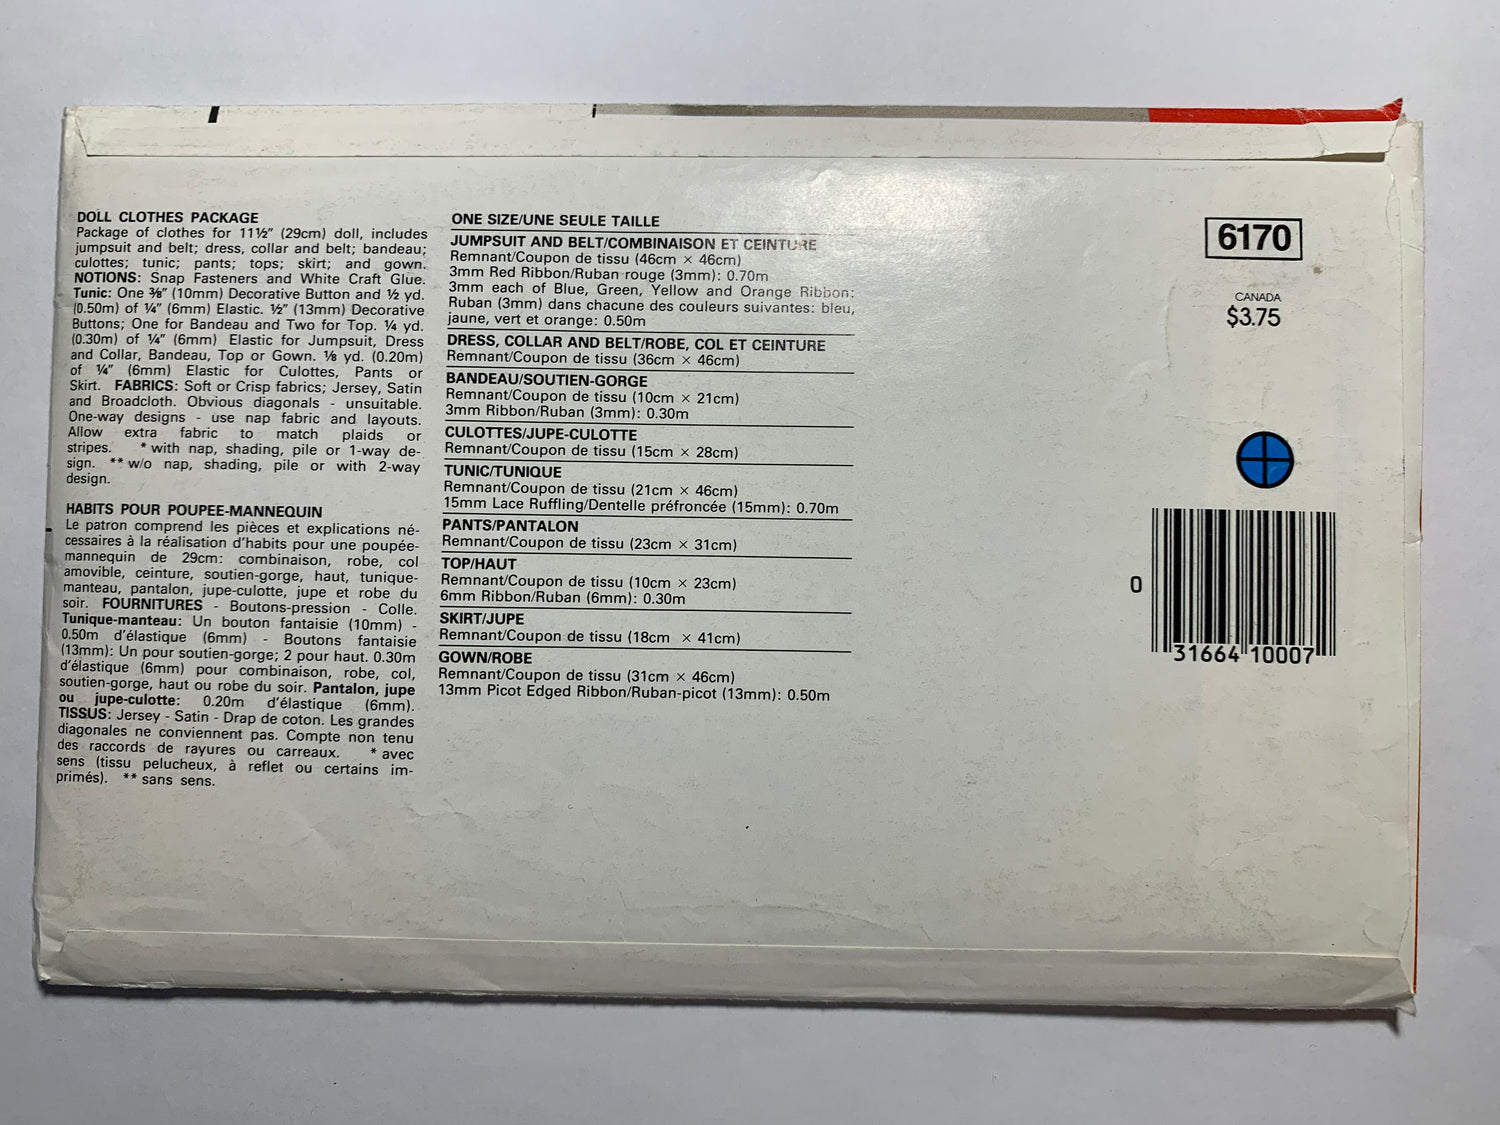 DOLL CLOTHES PACKAGE
Package of clothes for 11½″ (29cm) doll, includes
jumpsuit and belt; dress, collar and belt; bandeau;
culottes; tunic; pants; tops; skirt; and gown.
NOTIONS: Snap Fasteners and White Craft Glue.
Tunic: One ⅜″ (10mm) Decorative Button and ½ yd.
(0.50m) of ¼″ (6mm) Elastic. ½″ (13mm) Decorative
Buttons; One for Bandeau and Two for Top. ¼ yd.
(0.30m) of ¼″ (6mm) Elastic for Jumpsuit, Dress
and Collar, Bandeau, Top or Gown. ⅛ yd. (0.20m)
of ¼″ (6mm) Elastic for Culottes, Pants or
Skirt. FABRICS: Soft or Crisp fabrics; Jersey, Satin
and Broadcloth. Obvious diagonals - unsuitable.
One-way designs - use nap fabric and layouts.
Allow extra fabric to match plaids or
stripes. * with nap, shading, pile or 1-way de-
sign. ** w/o nap, shading, pile or with 2-way
design.
HABITS POUR POUPEE-MANNEQUIN
Le patron comprend les pièces et explications né-
cessaires à la réalisation d'habits pour une poupée-
mannequin de 29cm: combinaison, robe, col
amovible, ceinture, soutien-gorge, haut, tunique-
manteau, pantalon, jupe-culotte, jupe et robe du
soir. FOURNITURES - Boutons-pression - Colle.
Tunique-manteau: Un bouton fantaisie (10mm) -
0.50m d'élastique (6mm) - Boutons fantaisie
(13mm): Un pour soutien-gorge; 2 pour haut. 0.30m
d'élastique (6mm) pour combinaison, robe, col,
soutien-gorge, haut ou robe du soir. Pantalon, jupe
ou jupe-culotte: 0.20m d'élastique (6mm).
TISSUS: Jersey - Satin - Drap de coton. Les grandes
diagonales ne conviennent pas. Compte non tenu
des raccords de rayures ou carreaux. * avec
sens (tissu pelucheux, à reflet ou certains im-
primés). ** sans sens.
ONE SIZE/UNE SEULE TAILLE
JUMPSUIT AND BELT/COMBINAISON ET CEINTURE
Remnant/Coupon de tissu (46cm × 46cm)
3mm Red Ribbon/Ruban rouge (3mm): 0.70m
3mm each of Blue, Green, Yellow and Orange Ribbon:
Ruban (3mm) dans chacune des couleurs suivantes: bleu,
jaune, vert et orange: 0.50m
DRESS, COLLAR AND BELT/ROBE, COL ET CEINTURE
Remnant/Coupon de tissu (36cm × 46cm)
BANDEAU/SOUTIEN-GORGE
Remnant/Coupon de tissu (10cm × 21cm)
3mm Ribbon/Ruban (3mm): 0.30m
CULOTTES/JUPE-CULOTTE
Remnant/Coupon de tissu (15cm × 28cm)
TUNIC/TUNIQUE
Remnant/Coupon de tissu (21cm × 46cm)
15mm Lace Ruffling/Dentelle préfroncée (15mm): 0.70m
PANTS/PANTALON
Remnant/Coupon de tissu (23cm × 31cm)
TOP/HAUT
Remnant/Coupon de tissu (10cm × 23cm)
6mm Ribbon/Ruban (6mm): 0.30m
SKIRT/JUPE
Remnant/Coupon de tissu (18cm × 41cm)
GOWN/ROBE
Remnant/Coupon de tissu (31cm × 46cm)
13mm Picot Edged Ribbon/Ruban-picot (13mm): 0.50m
6170
CANADA
$3.75
0 31664 10007